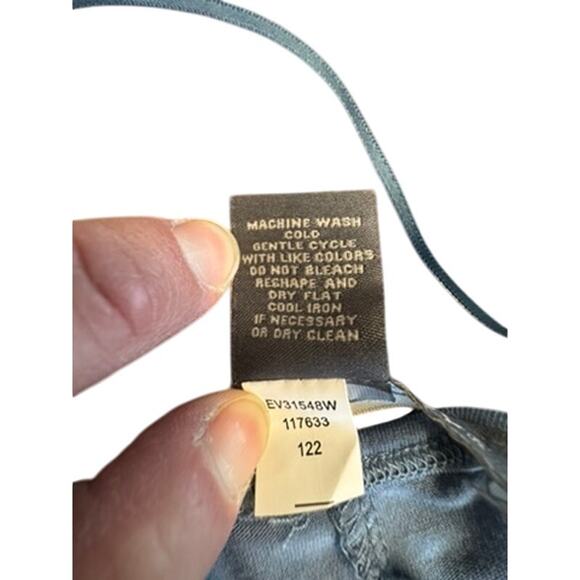 MACHINE WASH
COLD
GENTLE CYCLE
WITH LIKE COLORS
DO NOT BLEACH
RESHAPE AND
DRY FLAT
COOL IRON
IF NECESSARY
OR DRY CLEAN
EV31548W
117633
122